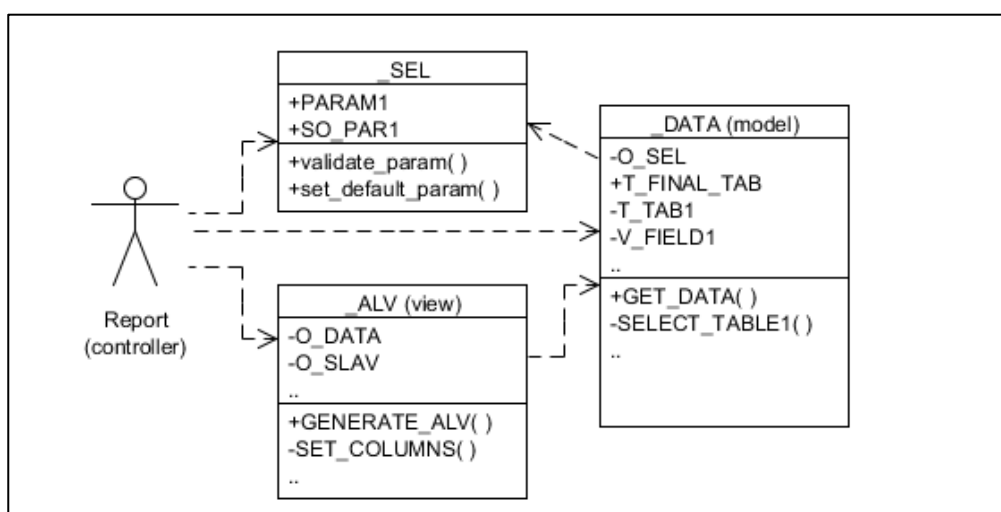 _SEL
+PARAM1
+SO_PAR1
+validate_param( )
+set_default_param( )
_DATA (model)
-O_SEL
+T_FINAL_TAB
-T_TAB1
-V_FIELD1
..
+GET_DATA( )
-SELECT_TABLE1( )
..
Report
(controller)
_ALV (view)
-O_DATA
-O_SLAV
..
+GENERATE_ALV( )
-SET_COLUMNS( )
..